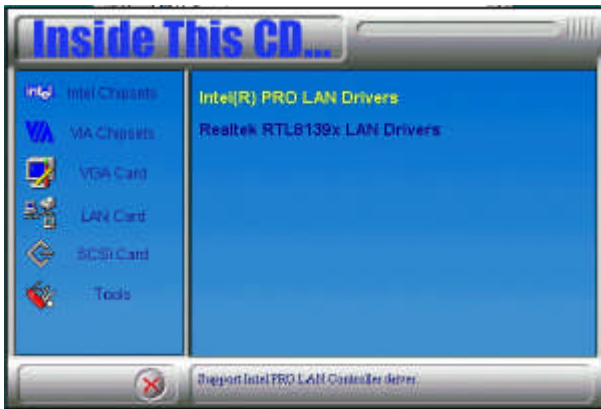 Inside This CD...
intel Intel Chipsets
VIA VIA Chipsets
VGA Card
LAN Card
SCSI Card
Tools
Intel(R) PRO LAN Drivers
Realtek RTL8139x LAN Drivers
Support Intel PRO LAN Controller driver.